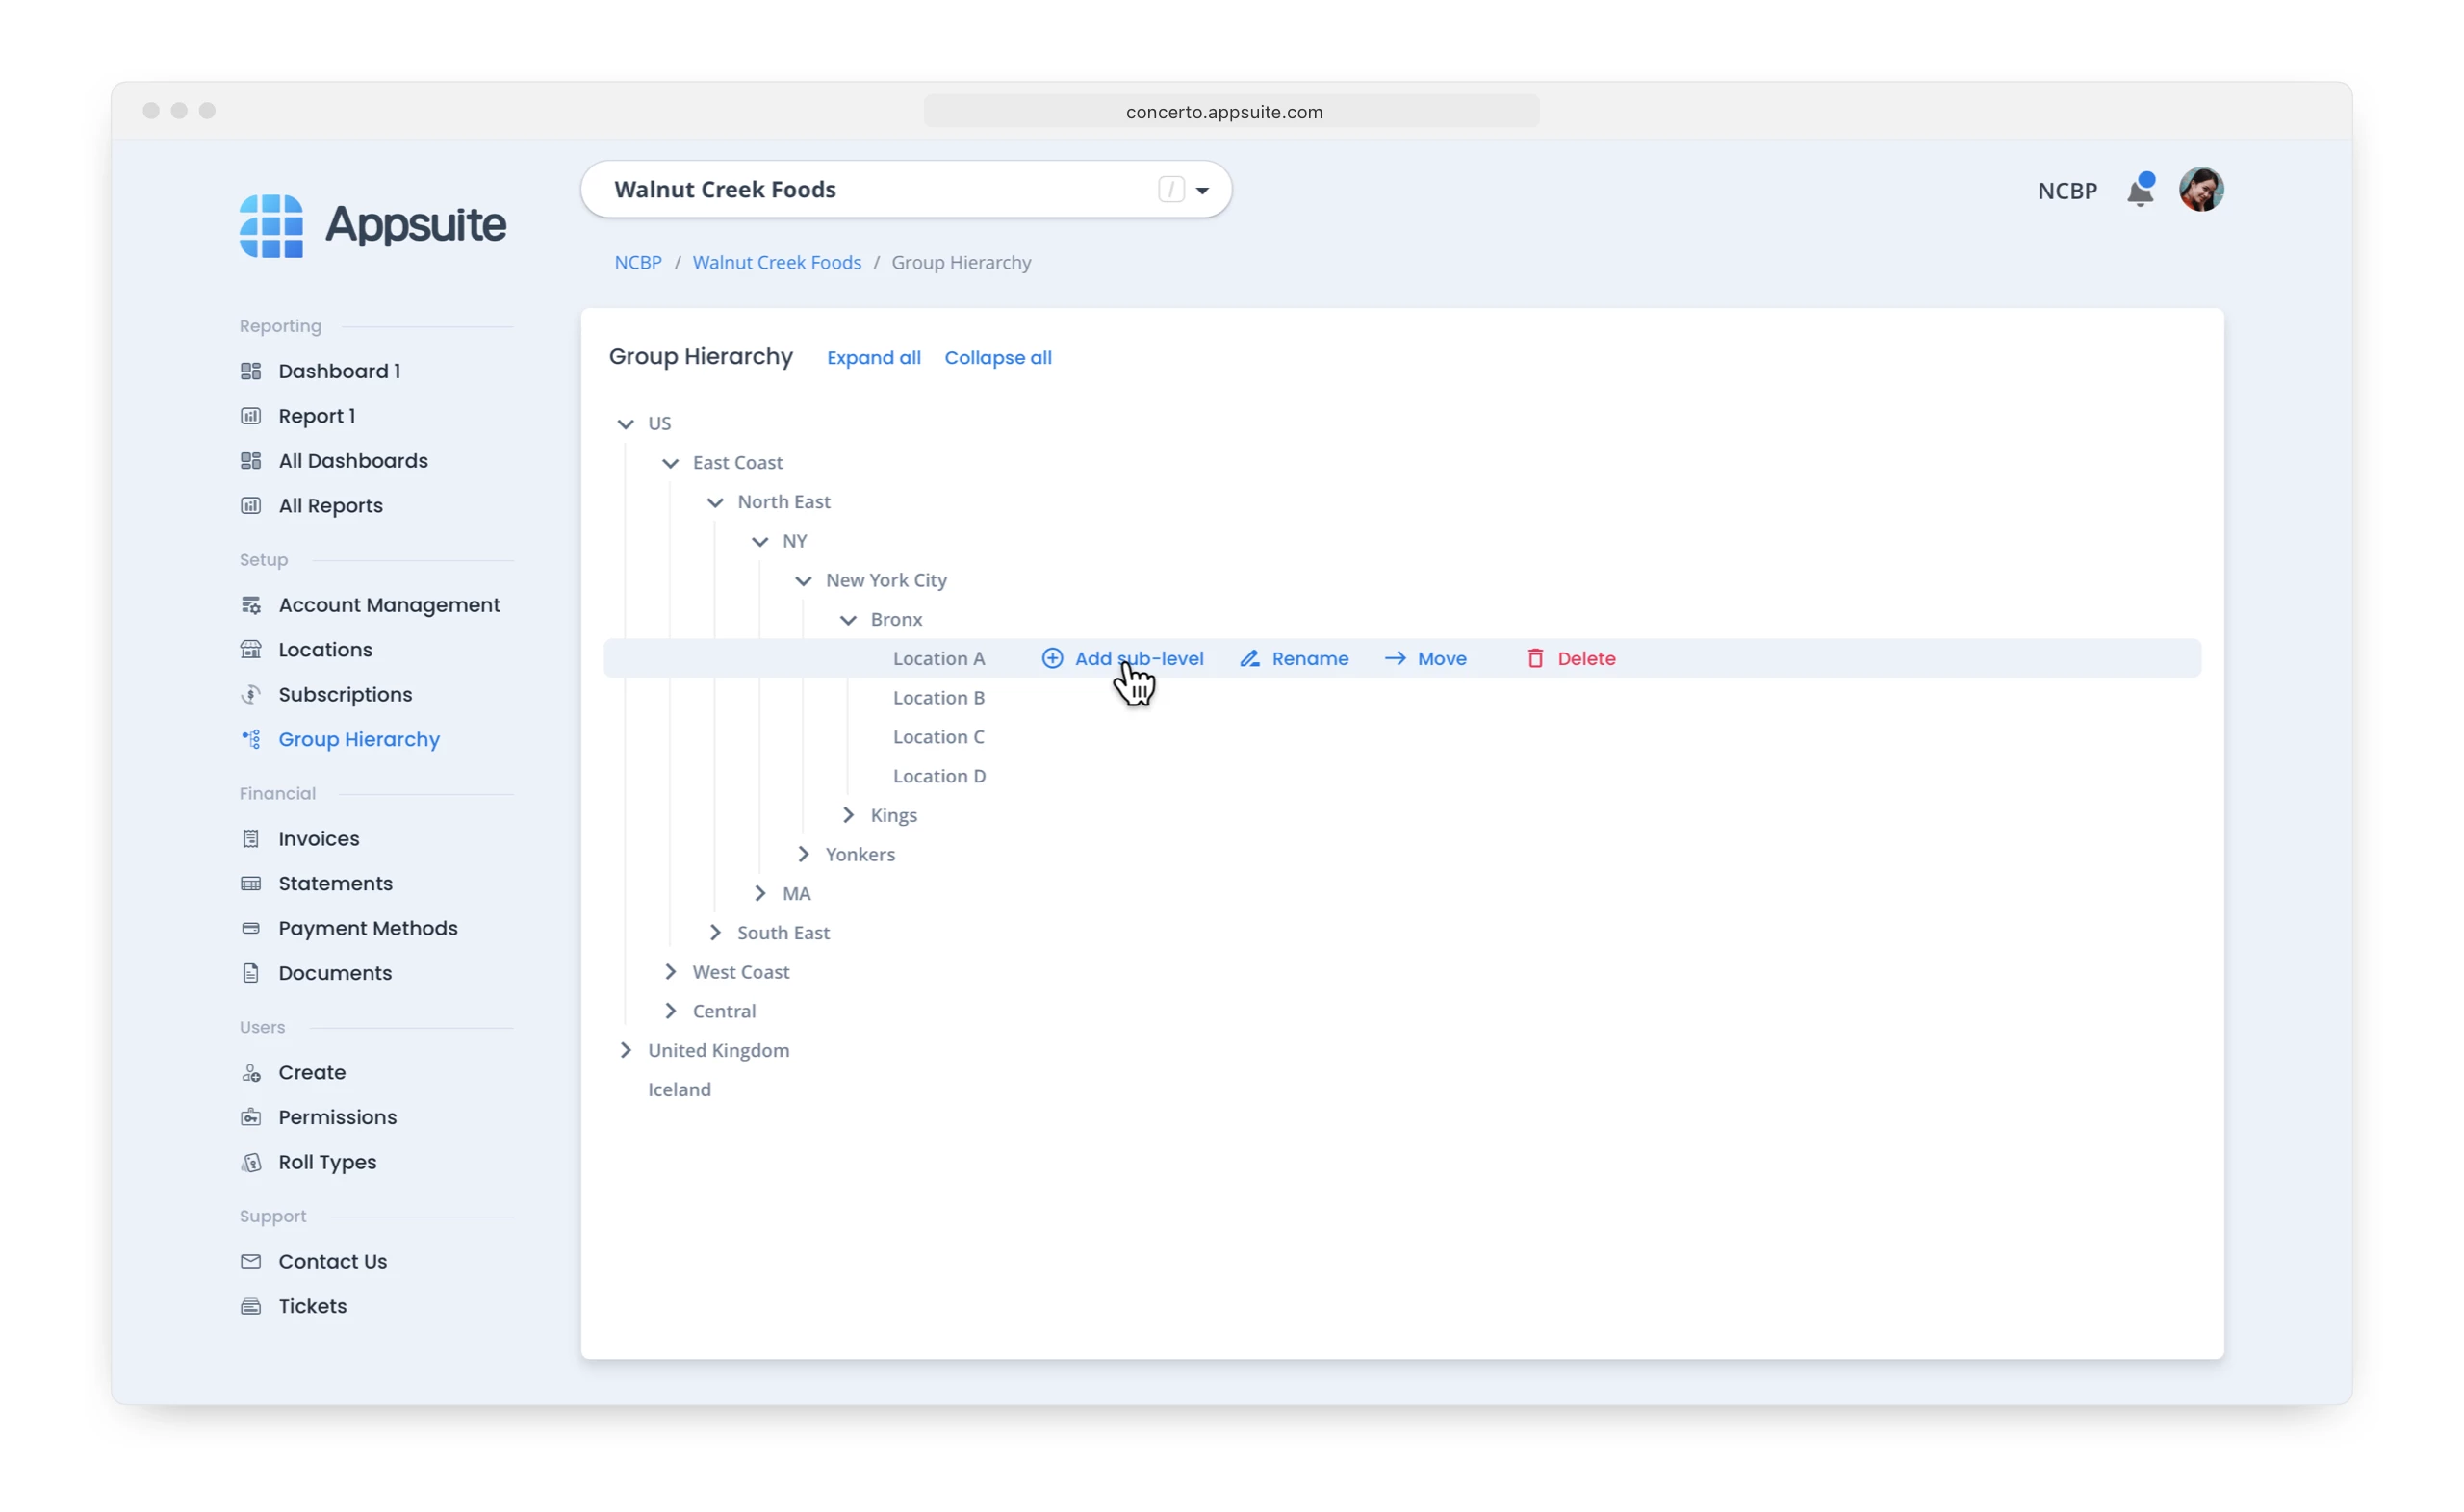 concerto.appsuite.com
Appsuite
Walnut Creek Foods /
NCBP
NCBP / Walnut Creek Foods / Group Hierarchy
Reporting
Dashboard 1
Report 1
All Dashboards
All Reports
Setup
Account Management
Locations
Subscriptions
Group Hierarchy
Financial
Invoices
Statements
Payment Methods
Documents
Users
Create
Permissions
Roll Types
Support
Contact Us
Tickets
Group Hierarchy Expand all Collapse all
US
East Coast
North East
NY
New York City
Bronx
Location A Add sub-level Rename Move Delete
Location B
Location C
Location D
Kings
Yonkers
MA
South East
West Coast
Central
United Kingdom
Iceland